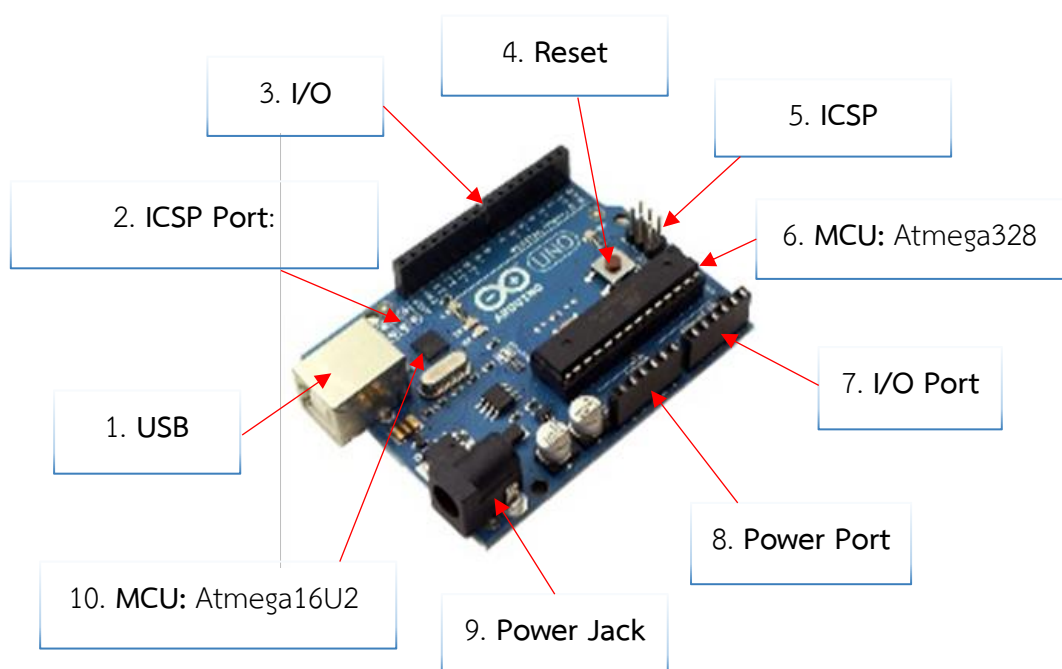 4. Reset
3. I/O
5. ICSP
2. ICSP Port:
6. MCU: Atmega328
UNO
ARDUINO
7. I/O Port
1. USB
8. Power Port
10. MCU: Atmega16U2
9. Power Jack